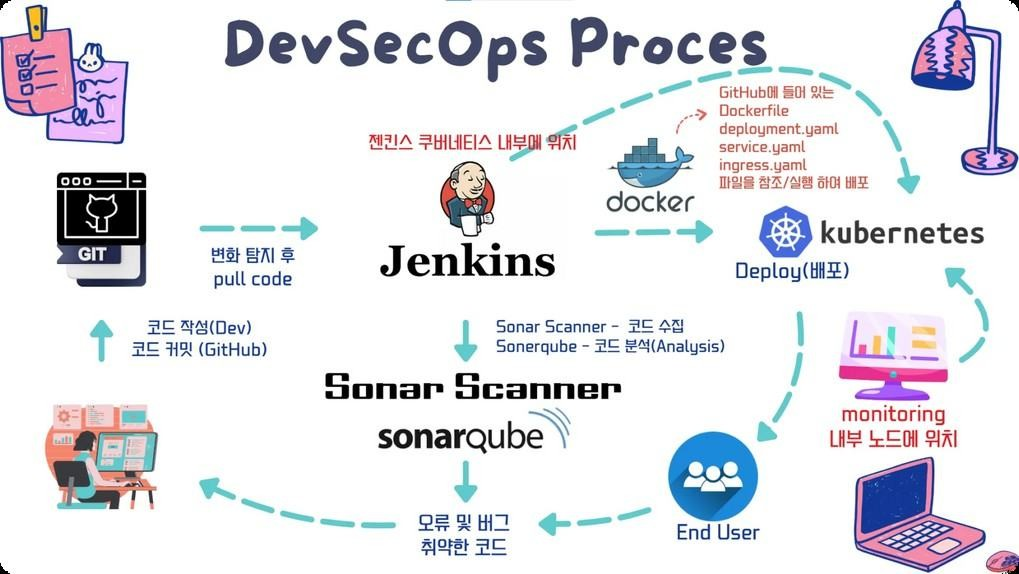 DevSecOps Proces
GitHub에 들어 있는
Dockerfile
deployment.yaml
service.yaml
ingress.yaml
파일을 참조/실행 하여 배포
젠킨스 쿠버네티스 내부에 위치
docker
GIT
변화 탐지 후
pull code
Jenkins
kubernetes
Deploy(배포)
코드 작성(Dev)
코드 커밋 (GitHub)
Sonar Scanner - 코드 수집
Sonerqube - 코드 분석(Analysis)
Sonar Scanner
sonarqube
monitoring
내부 노드에 위치
End User
오류 및 버그
취약한 코드